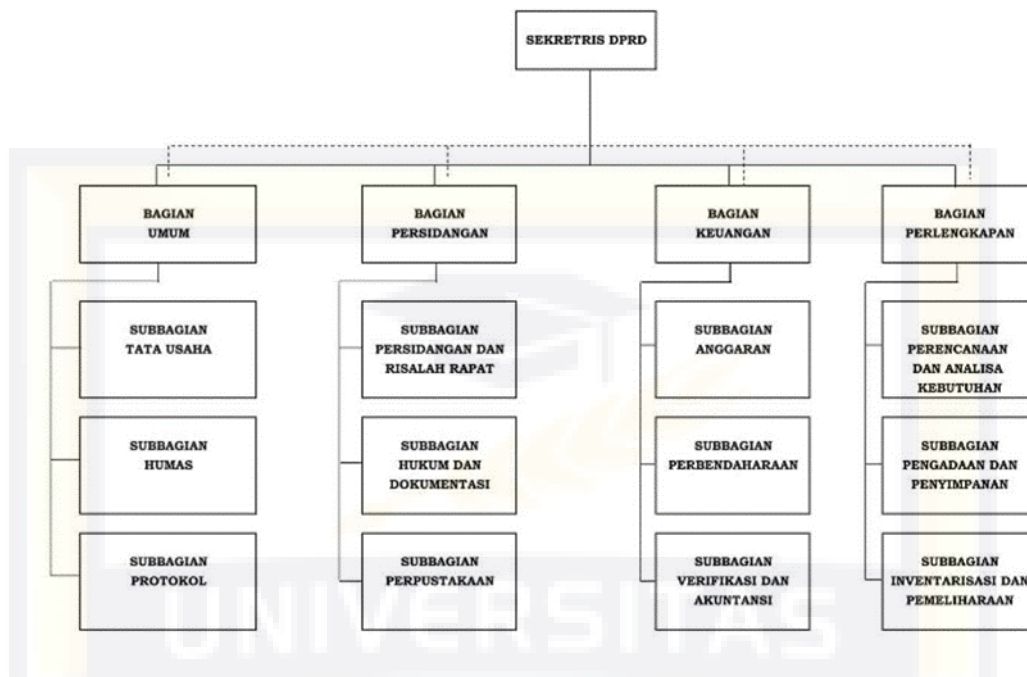 SEKRETRIS DPRD
BAGIAN
UMUM
BAGIAN
PERSIDANGAN
BAGIAN
KEUANGAN
BAGIAN
PERLENGKAPAN
SUBBAGIAN
TATA USAHA
SUBBAGIAN
PERSIDANGAN DAN
RISALAH RAPAT
SUBBAGIAN
ANGGARAN
SUBBAGIAN
PERENCANAAN
DAN ANALISA
KEBUTUHAN
SUBBAGIAN
HUMAS
SUBBAGIAN
HUKUM DAN
DOKUMENTASI
SUBBAGIAN
PERBENDAHARAAN
SUBBAGIAN
PENGADAAN DAN
PENYIMPANAN
SUBBAGIAN
PROTOKOL
SUBBAGIAN
PERPUSTAKAAN
SUBBAGIAN
VERIFIKASI DAN
AKUNTANSI
SUBBAGIAN
INVENTARISASI DAN
PEMELIHARAAN
UNIVERSITAS